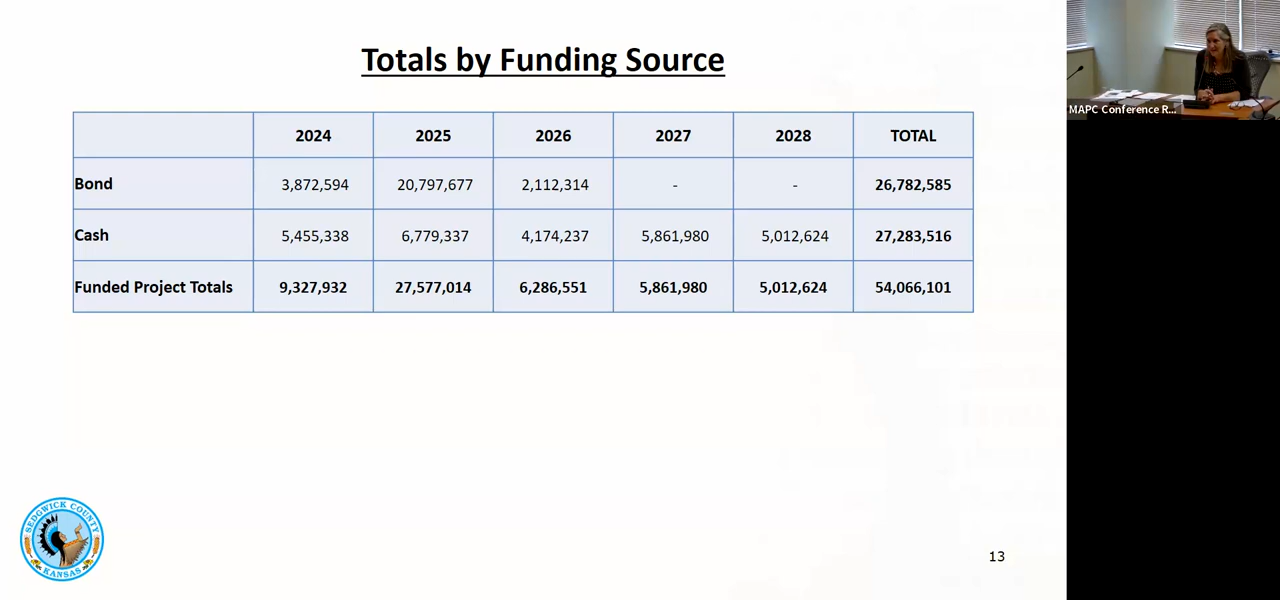 Totals by Funding Source
MAPC Conference R...
2024 2025 2026 2027 2028 TOTAL
Bond 3,872,594 20,797,677 2,112,314 - - 26,782,585
Cash 5,455,338 6,779,337 4,174,237 5,861,980 5,012,624 27,283,516
Funded Project Totals 9,327,932 27,577,014 6,286,551 5,861,980 5,012,624 54,066,101
SEDGWICK COUNTY
KANSAS
13